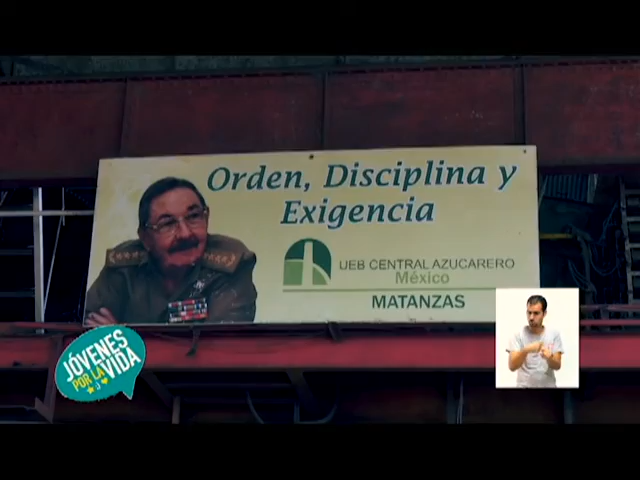 Orden, Disciplina y
Exigencia
UEB CENTRAL AZUCARERO
México
MATANZAS
JÓVENES
POR LA
VIDA